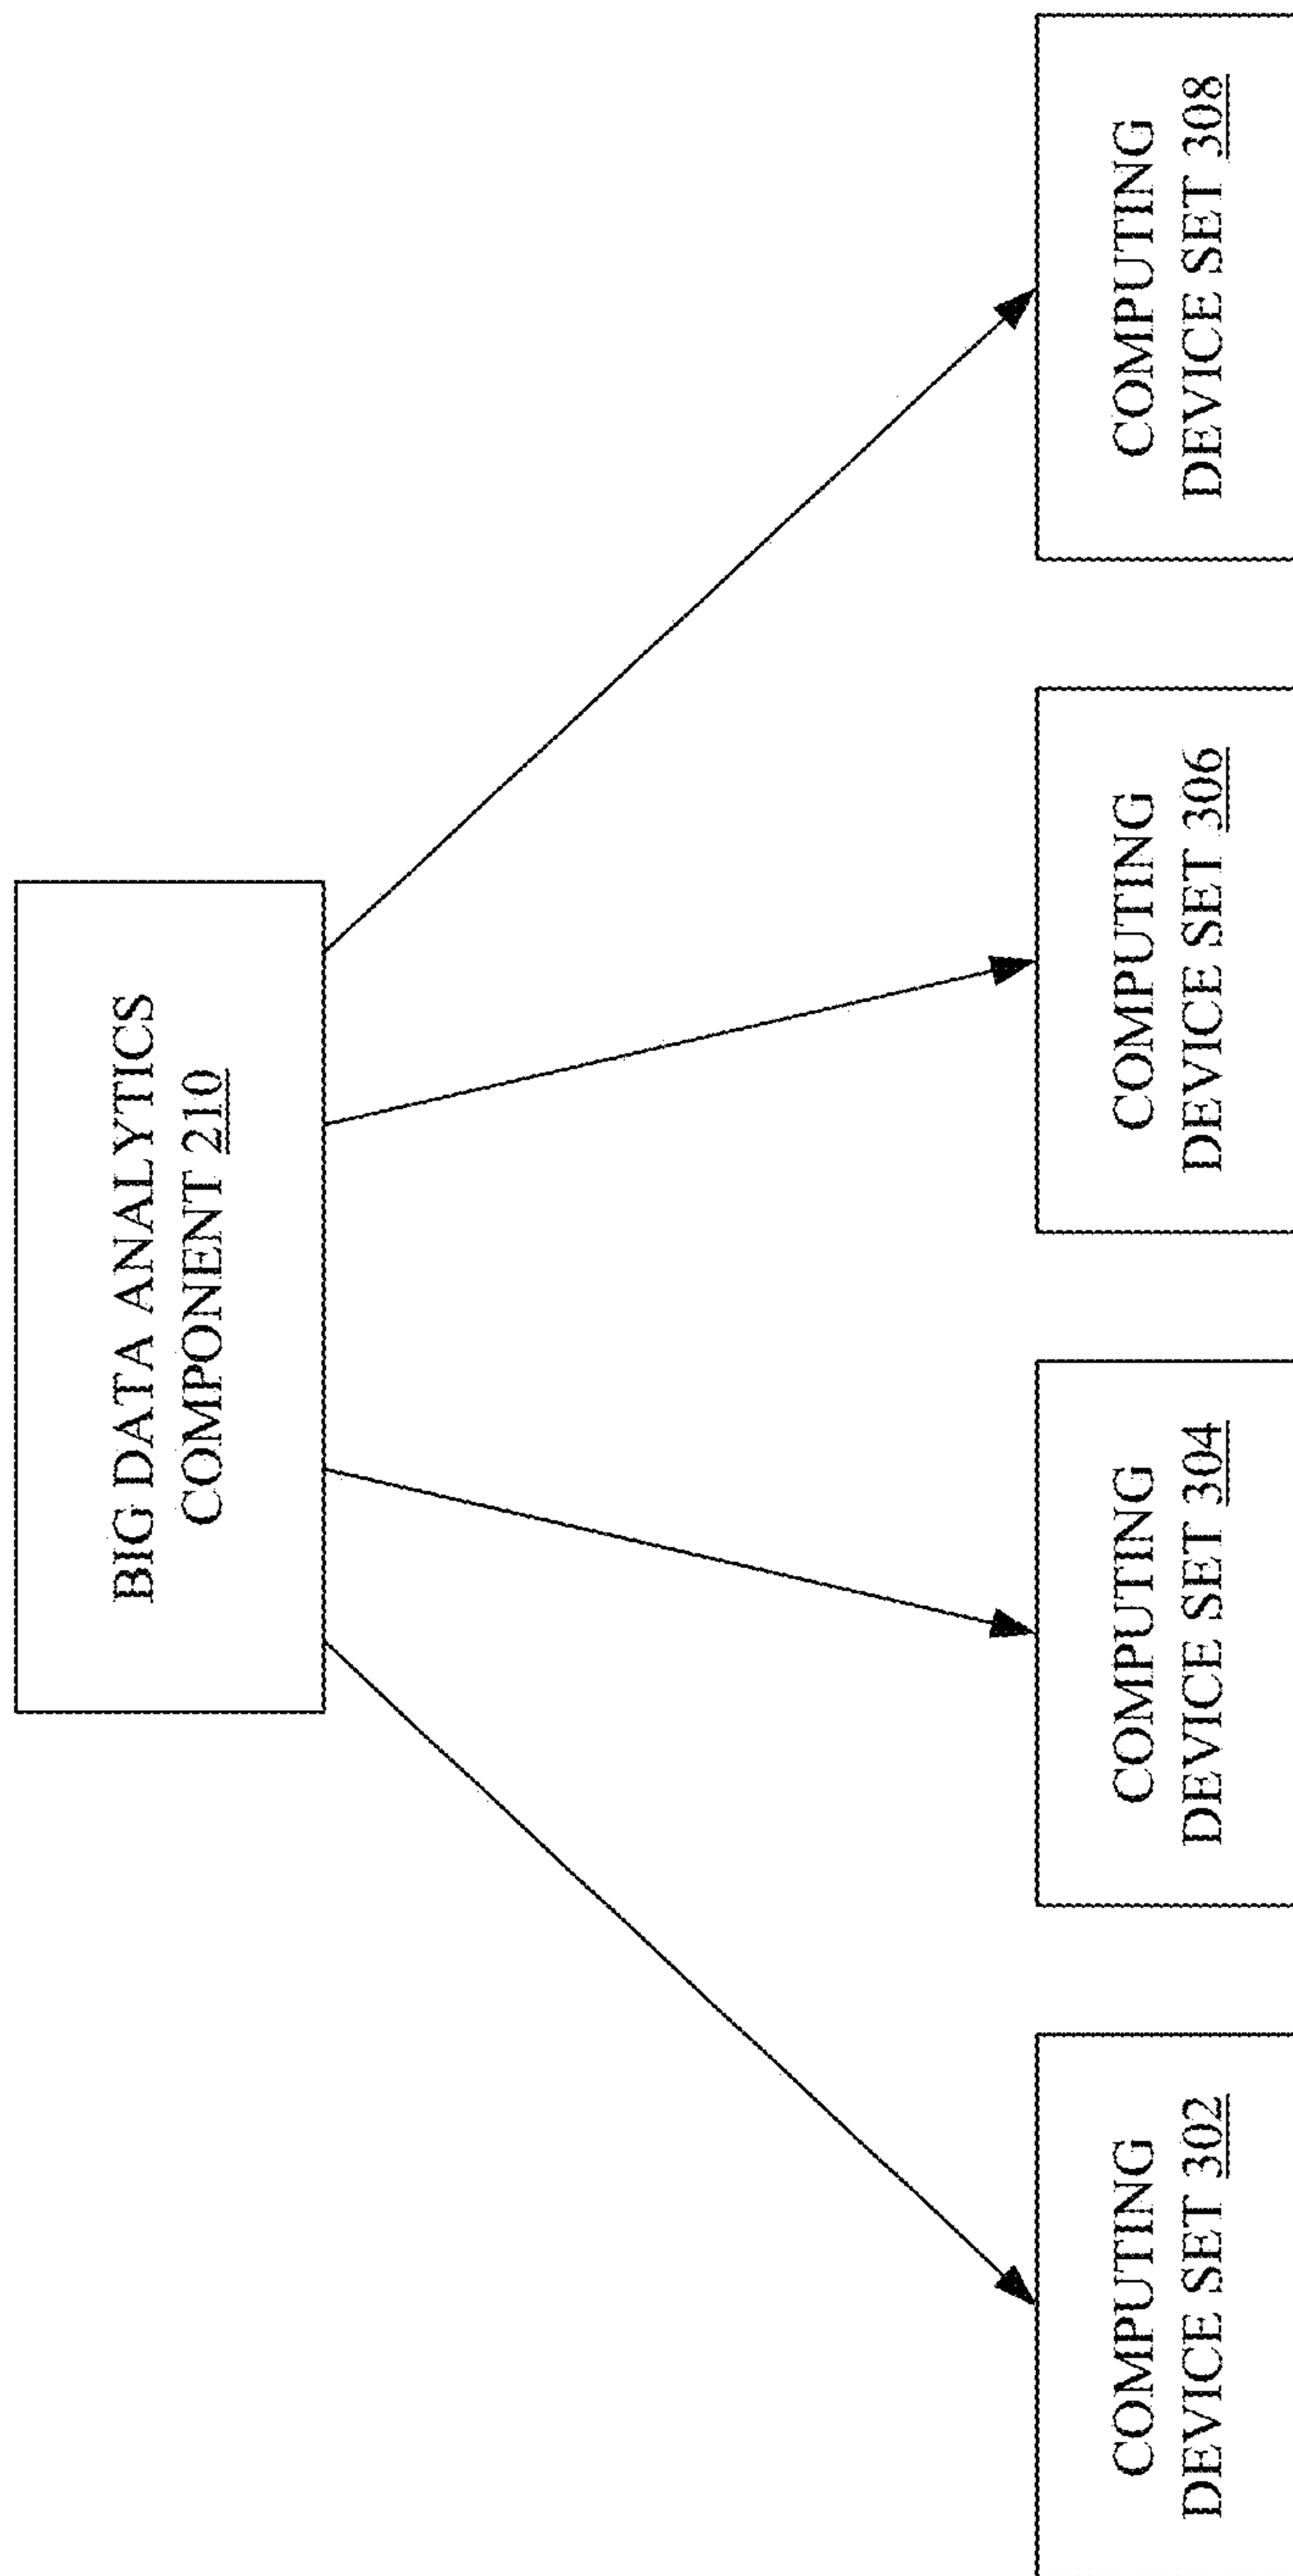 BIG DATA ANALYTICS
COMPONENT 210
COMPUTING
DEVICE SET 302
COMPUTING
DEVICE SET 304
COMPUTING
DEVICE SET 306
COMPUTING
DEVICE SET 308